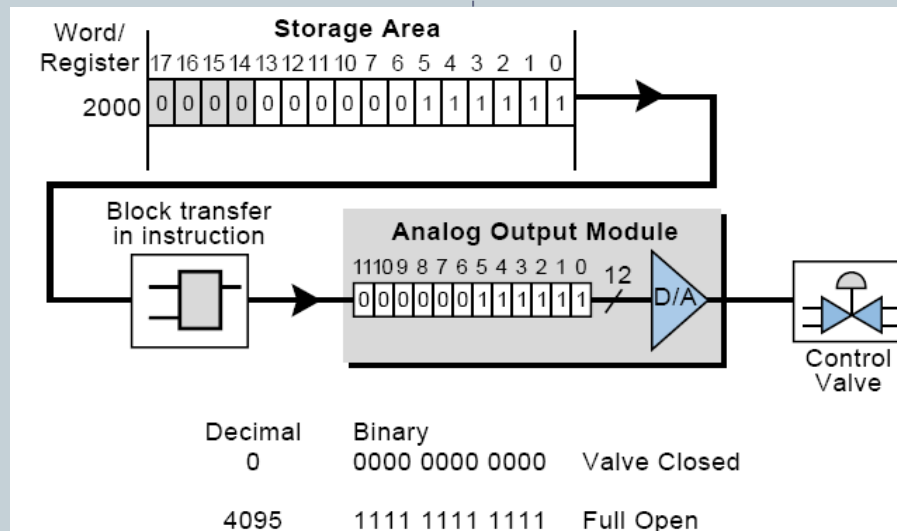 Storage Area
Word/
Register 17 16 15 14 13 12 11 10 7 6 5 4 3 2 1 0
2000 0 0 0 0 0 0 0 0 0 0 1 1 1 1 1 1
Block transfer
in instruction
Analog Output Module
11 10 9 8 7 6 5 4 3 2 1 0
0 0 0 0 0 0 1 1 1 1 1 1
12
D/A
Control
Valve
Decimal Binary
0 0000 0000 0000 Valve Closed
4095 1111 1111 1111 Full Open